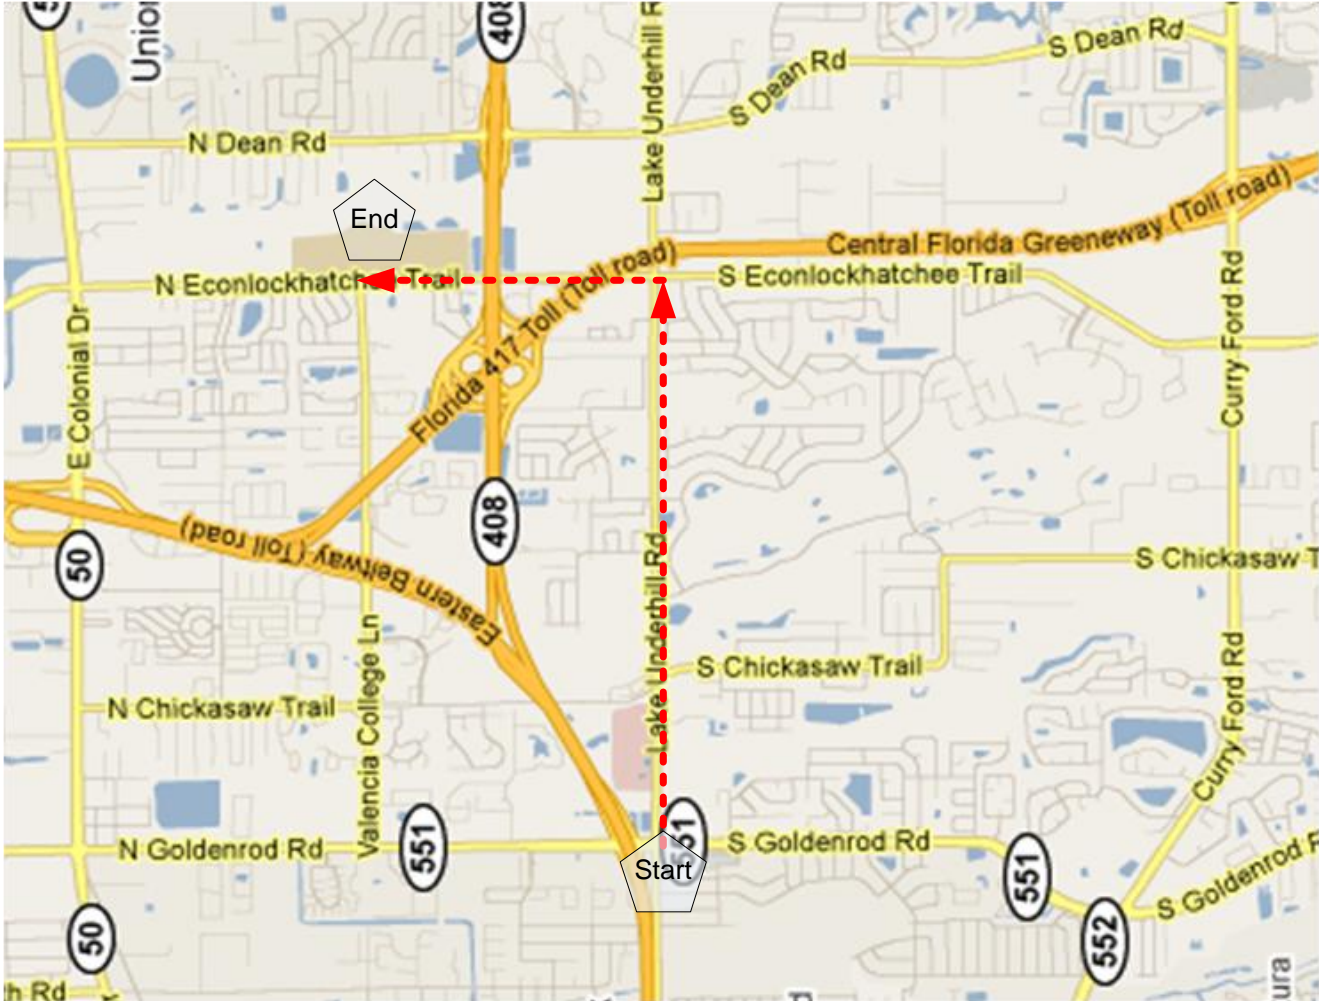 408
Union
Lake Underhill R
S Dean Rd
S Dean Rd
N Dean Rd
End
Central Florida Greeneway (Toll road)
N Econlockhatchee Trail
S Econlockhatchee Trail
Florida 417 Toll (Toll road)
E Colonial Dr
Curry Ford Rd
408
Eastern Beltway (Toll road)
50
Lake Underhill Rd
S Chickasaw T
S Chickasaw Trail
N Chickasaw Trail
Valencia College Ln
Curry Ford Rd
N Goldenrod Rd
551
551
S Goldenrod Rd
Start
551
S Goldenrod R
50
552
h Rd
ura